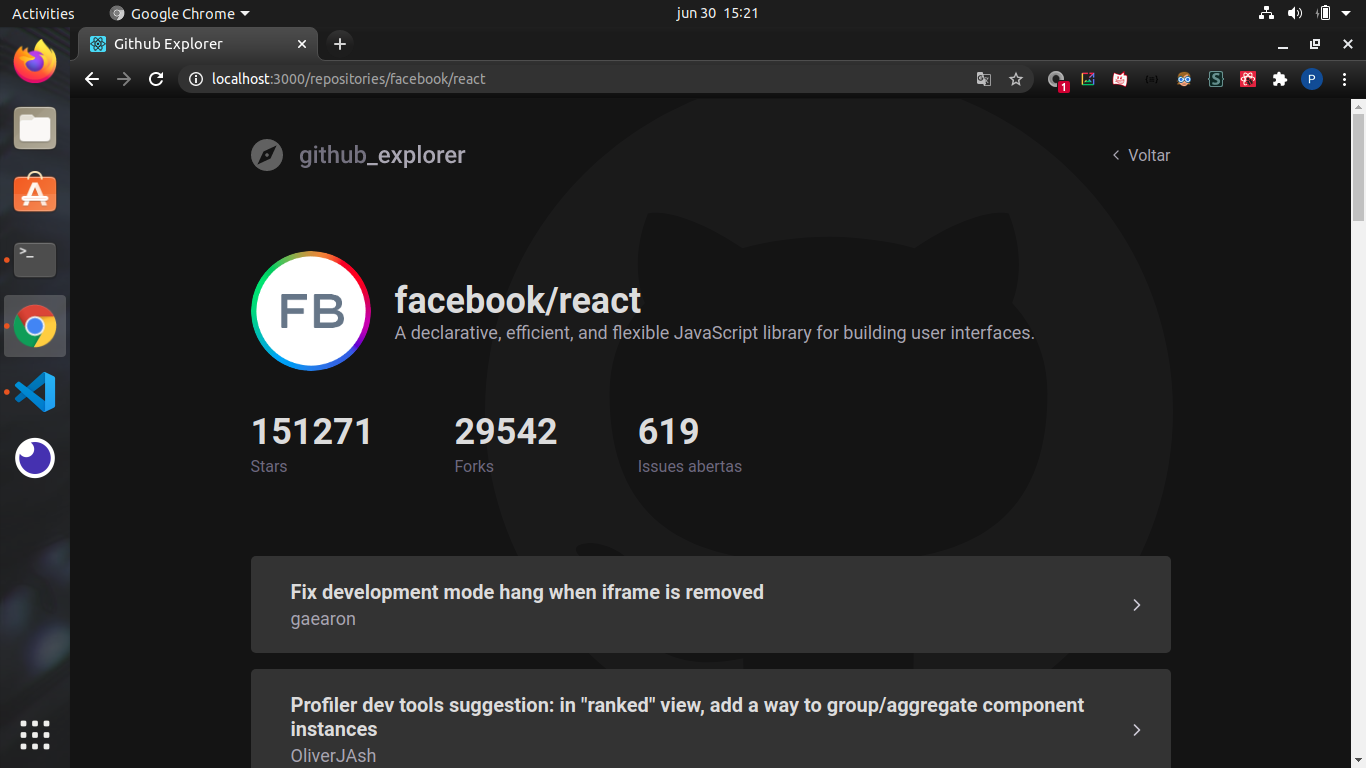 Activities Google Chrome jun 30 15:21
Github Explorer
localhost:3000/repositories/facebook/react
1
S
P
github_explorer
Voltar
FB
facebook/react
A declarative, efficient, and flexible JavaScript library for building user interfaces.
151271 29542 619
Stars Forks Issues abertas
Fix development mode hang when iframe is removed
gaearon
Profiler dev tools suggestion: in "ranked" view, add a way to group/aggregate component
instances
OliverJAsh